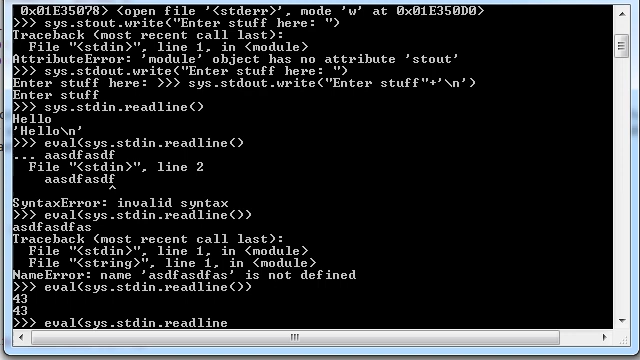 0x01E35078> <open file '<stderr>', mode 'w' at 0x01E350D0>
>>> sys.stout.write("Enter stuff here: ")
Traceback (most recent call last):
  File "<stdin>", line 1, in <module>
AttributeError: 'module' object has no attribute 'stout'
>>> sys.stdout.write("Enter stuff here: ")
Enter stuff here: >>> sys.stdout.write("Enter stuff"+'\n')
Enter stuff
>>> sys.stdin.readline()
Hello
'Hello\n'
>>> eval(sys.stdin.readline()
... aasdfasdf
  File "<stdin>", line 2
    aasdfasdf
            ^
SyntaxError: invalid syntax
>>> eval(sys.stdin.readline())
asdfasdfas
Traceback (most recent call last):
  File "<stdin>", line 1, in <module>
  File "<string>", line 1, in <module>
NameError: name 'asdfasdfas' is not defined
>>> eval(sys.stdin.readline())
43
43
>>> eval(sys.stdin.readline